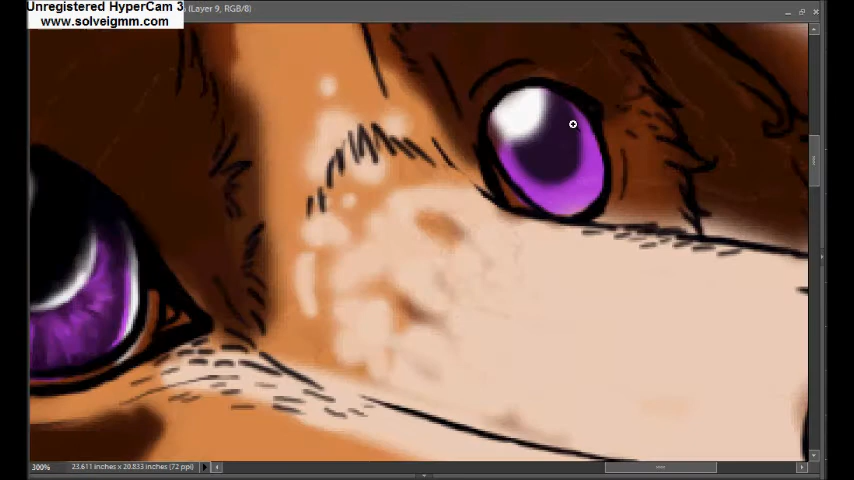 Unregistered HyperCam 3
www.solveigmm.com
(Layer 9, RGB/8)
300%
23.611 inches x 20.833 inches (72 ppi)